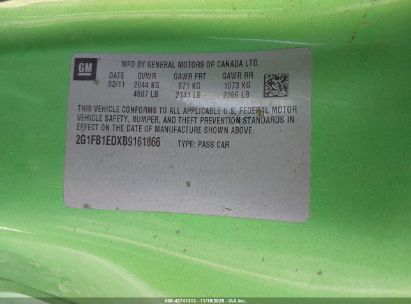 GM
MFD BY GENERAL MOTORS OF CANADA LTD.
DATE GVWR GAWR FRT GAWR RR
02/11 2044 KG 971 KG 1073 KG
4507 LB 2141 LB 2366 LB
THIS VEHICLE CONFORMS TO ALL APPLICABLE U.S. FEDERAL MOTOR
VEHICLE SAFETY, BUMPER, AND THEFT PREVENTION STANDARDS IN
EFFECT ON THE DATE OF MANUFACTURE SHOWN ABOVE.
2G1FB1EDXB9161866 TYPE: PASS CAR